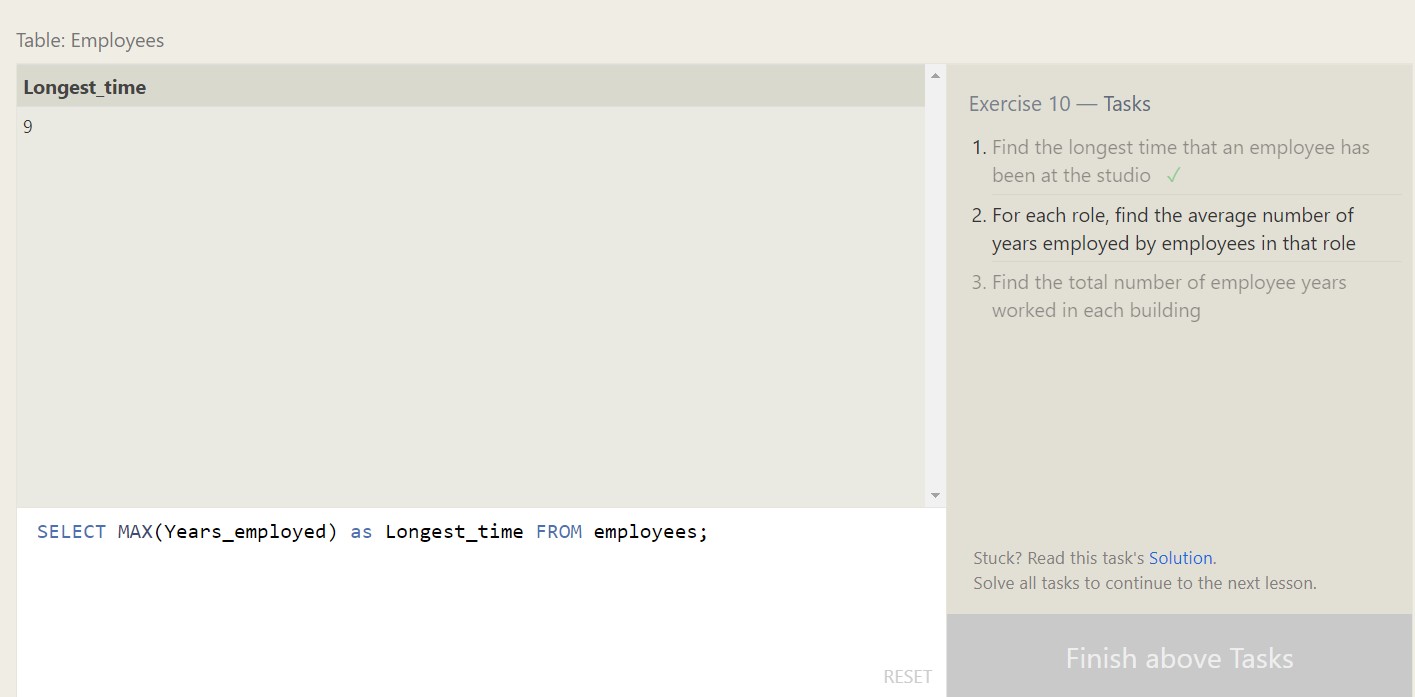 Table: Employees
Longest_time
9
SELECT MAX(Years_employed) as Longest_time FROM employees;
RESET
Exercise 10 — Tasks
1. Find the longest time that an employee has
been at the studio ✓
2. For each role, find the average number of
years employed by employees in that role
3. Find the total number of employee years
worked in each building
Stuck? Read this task's Solution.
Solve all tasks to continue to the next lesson.
Finish above Tasks